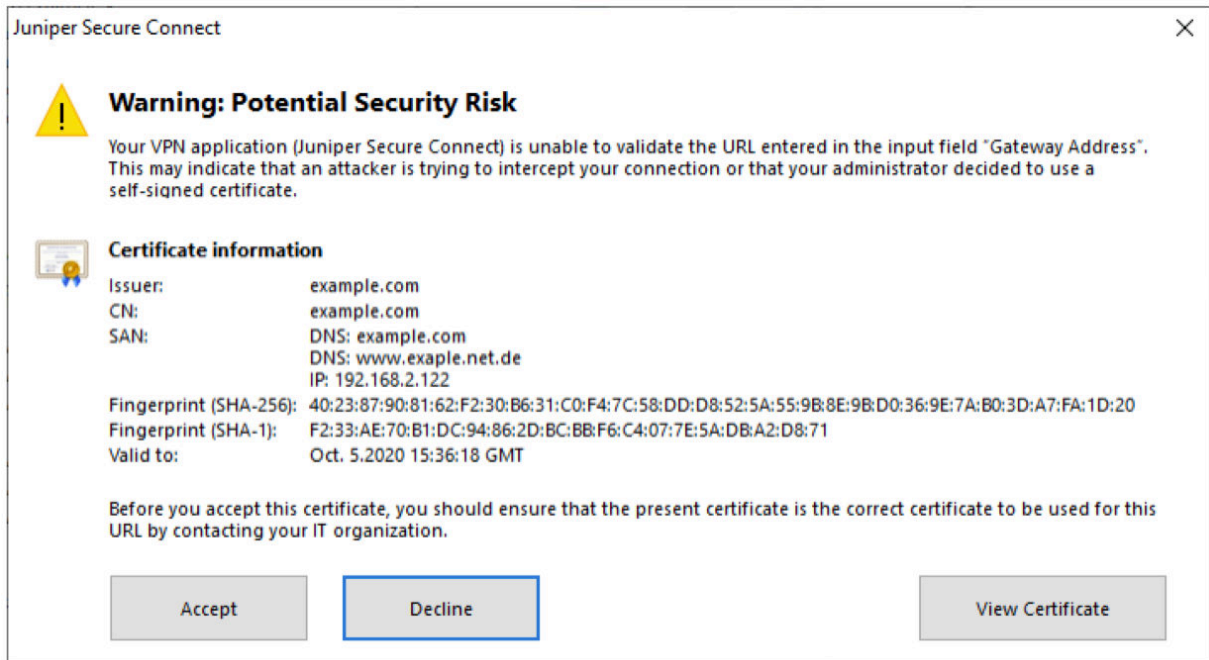 Juniper Secure Connect
Warning: Potential Security Risk
Your VPN application (Juniper Secure Connect) is unable to validate the URL entered in the input field "Gateway Address".
This may indicate that an attacker is trying to intercept your connection or that your administrator decided to use a
self-signed certificate.
Certificate information
Issuer: example.com
CN: example.com
SAN: DNS: example.com
DNS: www.exaple.net.de
IP: 192.168.2.122
Fingerprint (SHA-256): 40:23:87:90:81:62:F2:30:B6:31:C0:F4:7C:58:DD:D8:52:5A:55:9B:8E:9B:D0:36:9E:7A:B0:3D:A7:FA:1D:20
Fingerprint (SHA-1): F2:33:AE:70:B1:DC:94:86:2D:BC:BB:F6:C4:07:7E:5A:DB:A2:D8:71
Valid to: Oct. 5.2020 15:36:18 GMT
Before you accept this certificate, you should ensure that the present certificate is the correct certificate to be used for this
URL by contacting your IT organization.
Accept Decline View Certificate